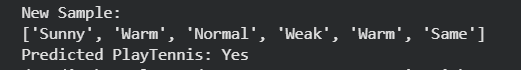 New Sample:
['Sunny', 'Warm', 'Normal', 'Weak', 'Warm', 'Same']
Predicted PlayTennis: Yes